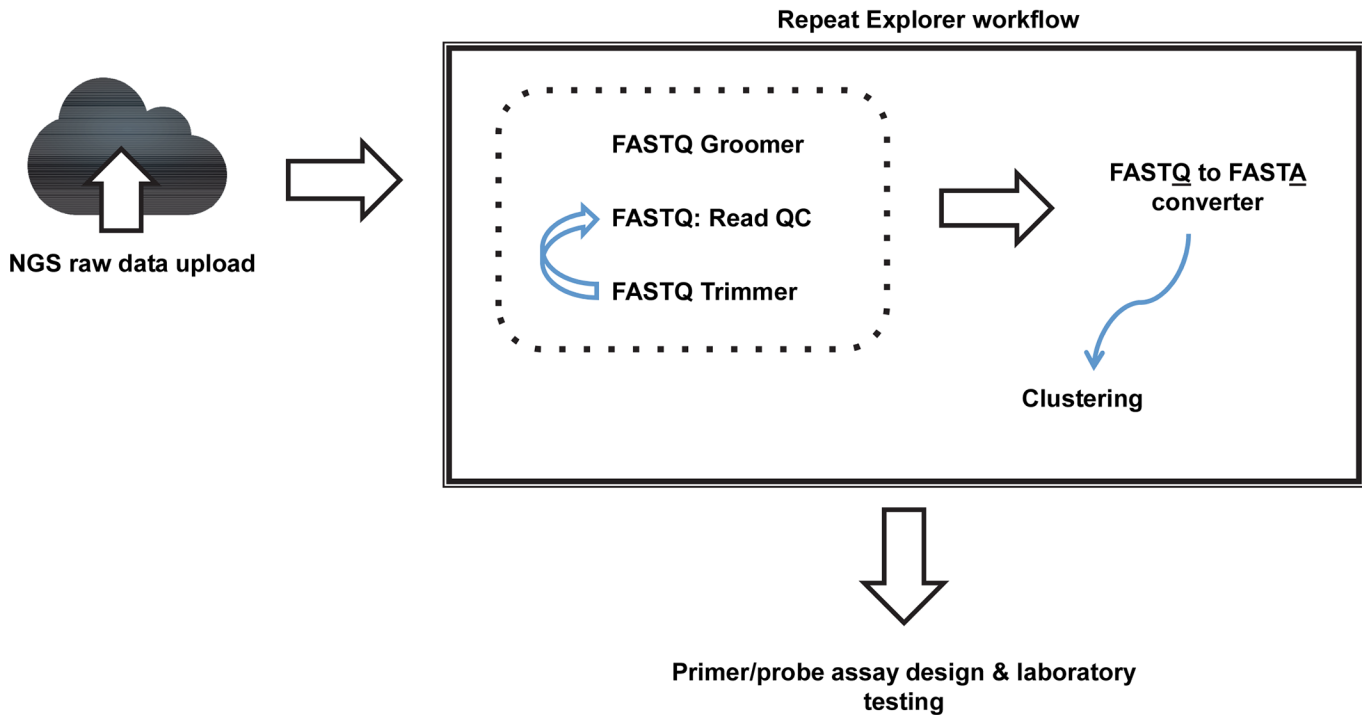 Repeat Explorer workflow
NGS raw data upload
FASTQ Groomer
FASTQ: Read QC
FASTQ Trimmer
FASTQ to FASTA
converter
Clustering
Primer/probe assay design & laboratory
testing